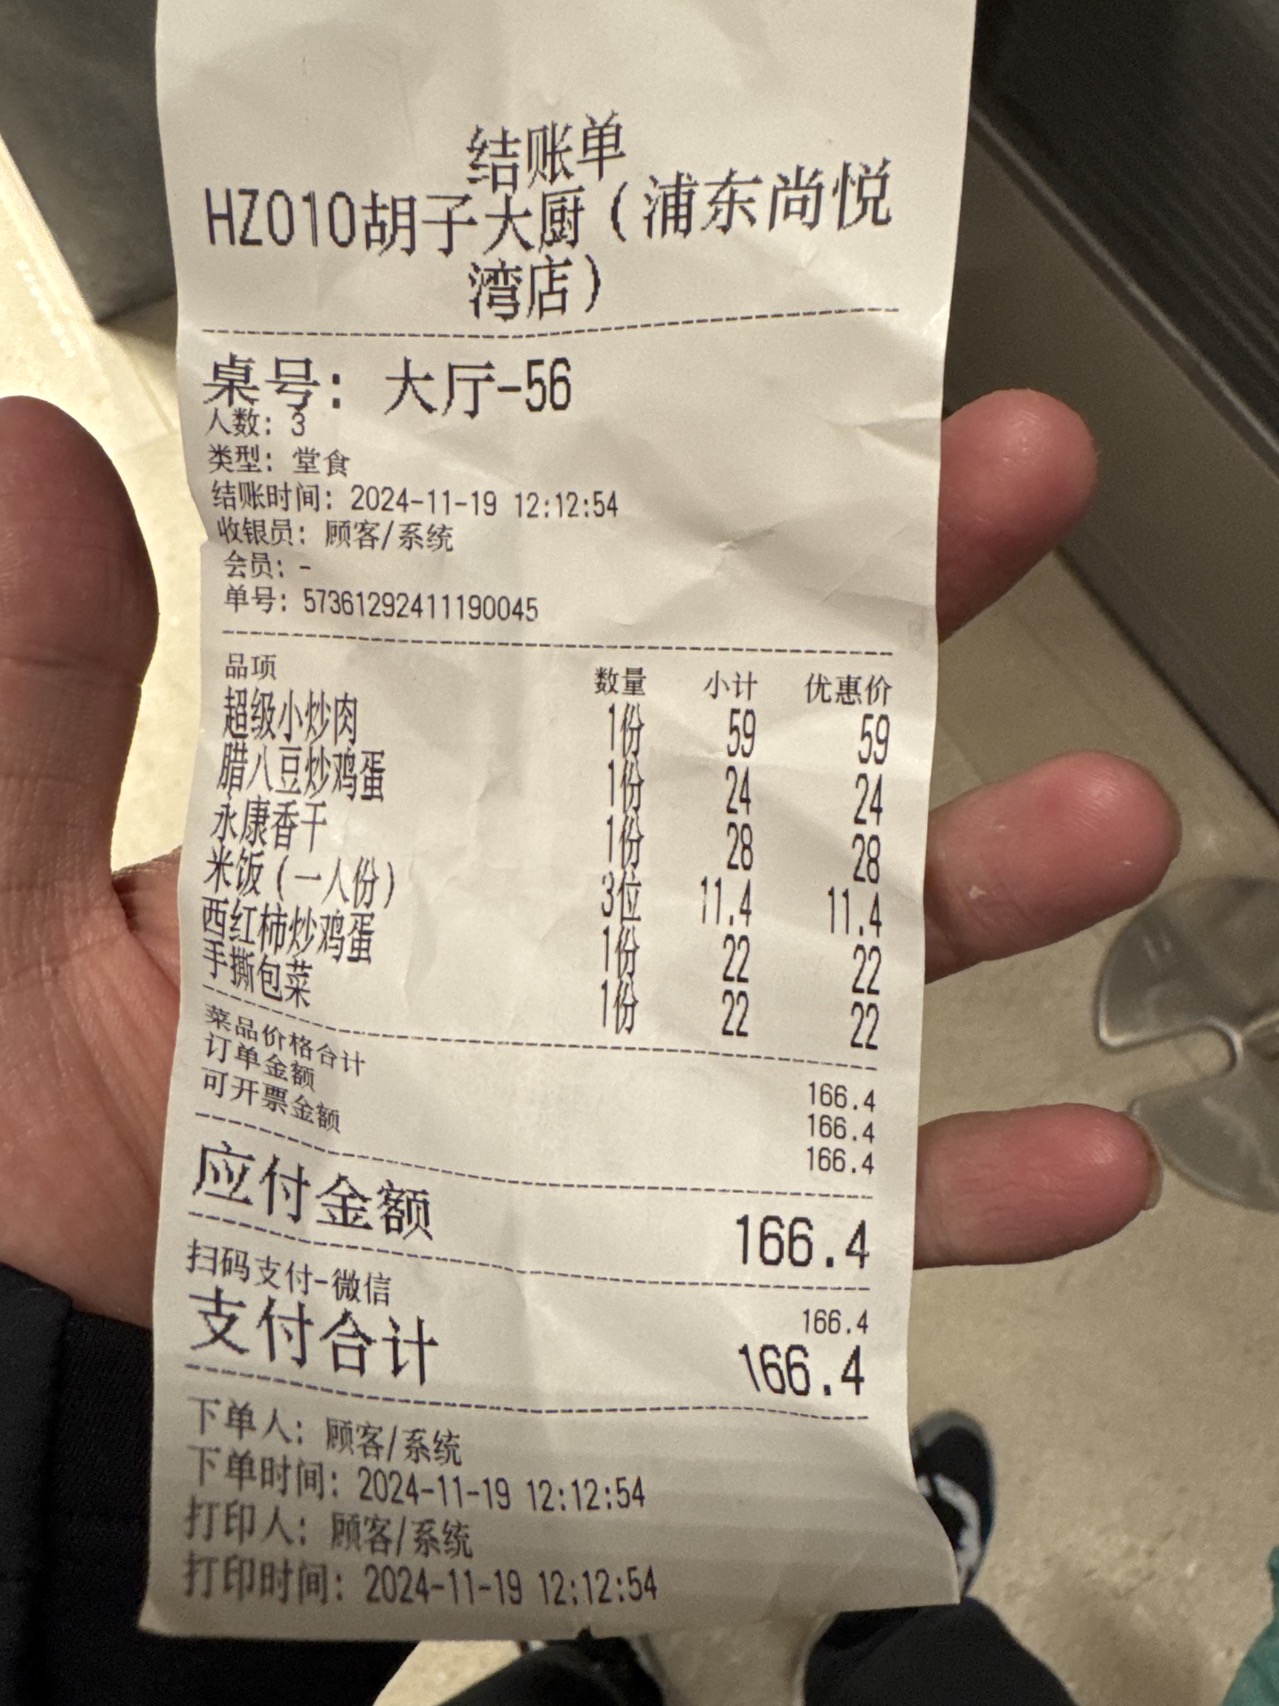 结账单
HZ010胡子大厨(浦东尚悦
湾店)
桌号: 大厅-56
人数: 3
类型: 堂食
结账时间: 2024-11-19 12:12:54
收银员: 顾客/系统
会员: -
单号: 57361292411190045
品项 数量 小计 优惠价
超级小炒肉 1份 59 59
腊八豆炒鸡蛋 1份 24 24
永康香干 1份 28 28
米饭(一人份) 3位 11.4 11.4
西红柿炒鸡蛋 1份 22 22
手撕包菜 1份 22 22
菜品价格合计 166.4
订单金额 166.4
可开票金额 166.4
应付金额 166.4
扫码支付-微信 166.4
支付合计 166.4
下单人: 顾客/系统
下单时间: 2024-11-19 12:12:54
打印人: 顾客/系统
打印时间: 2024-11-19 12:12:54